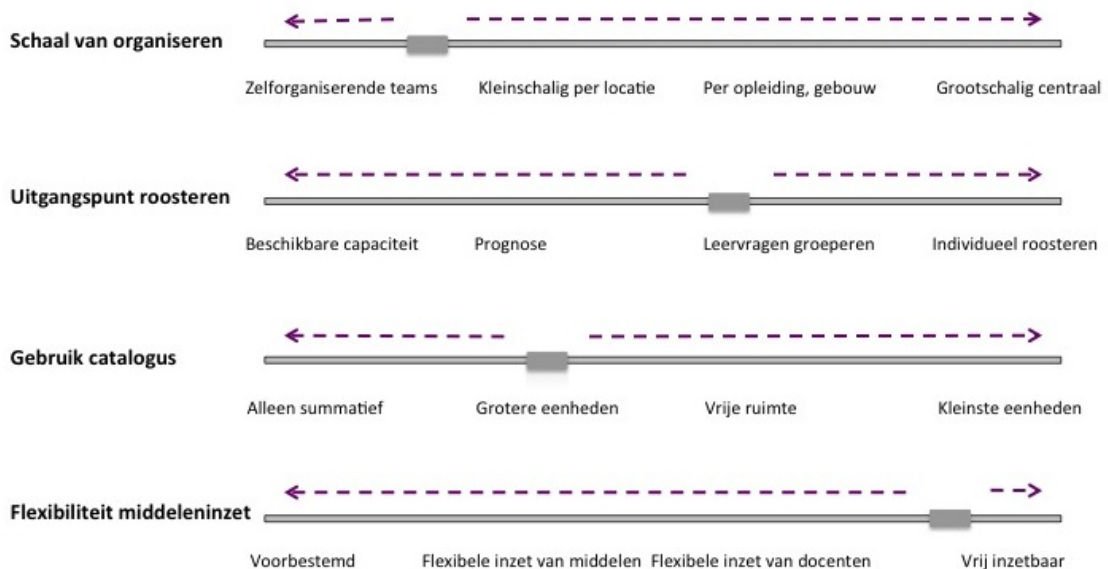 Schaal van organiseren
Zelforganiserende teams Kleinschalig per locatie Per opleiding, gebouw Grootschalig centraal
Uitgangspunt roosteren
Beschikbare capaciteit Prognose Leervragen groeperen Individueel roosteren
Gebruik catalogus
Alleen summatief Grotere eenheden Vrije ruimte Kleinste eenheden
Flexibiliteit middeleninzet
Voorbestemd Flexibele inzet van middelen Flexibele inzet van docenten Vrij inzetbaar